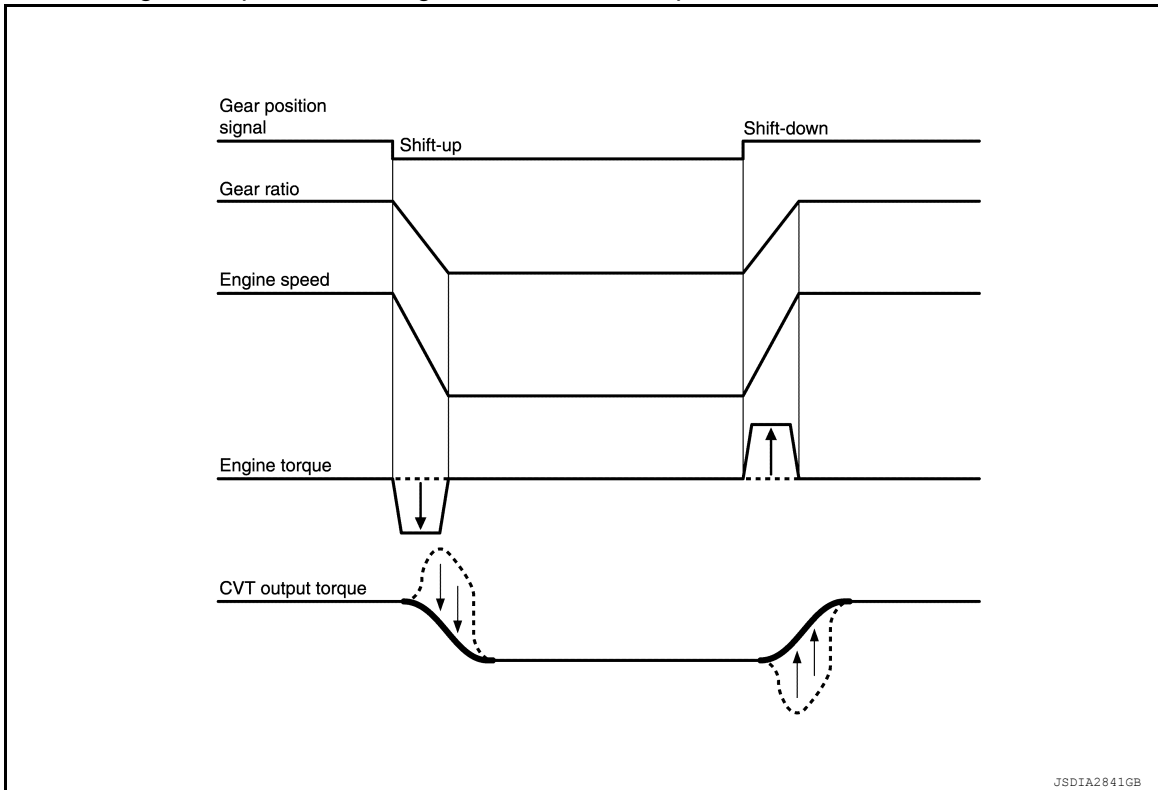 Gear position
signal
Shift-up
Shift-down
Gear ratio
Engine speed
Engine torque
CVT output torque
JSDIA2841GB